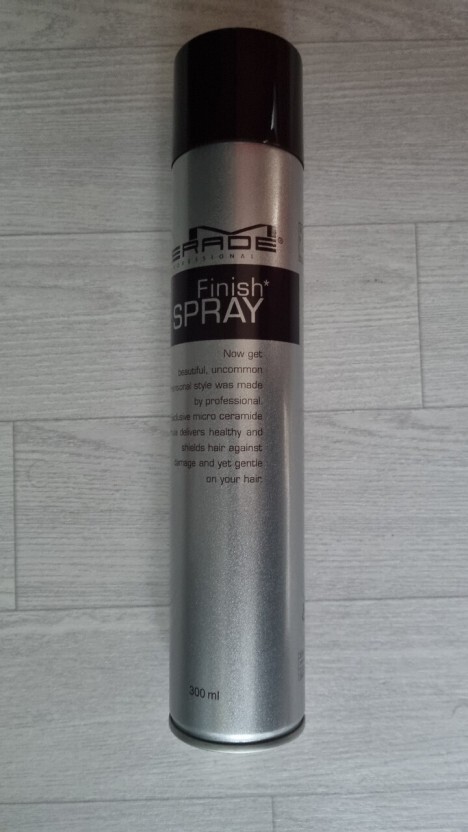 M
ERADE®
Finish*
SPRAY
Now get
beautiful, uncommon
style was made
by professional.
micro ceramide
delivers healthy and
shields hair against
and yet gentle
on your hair
300 ml